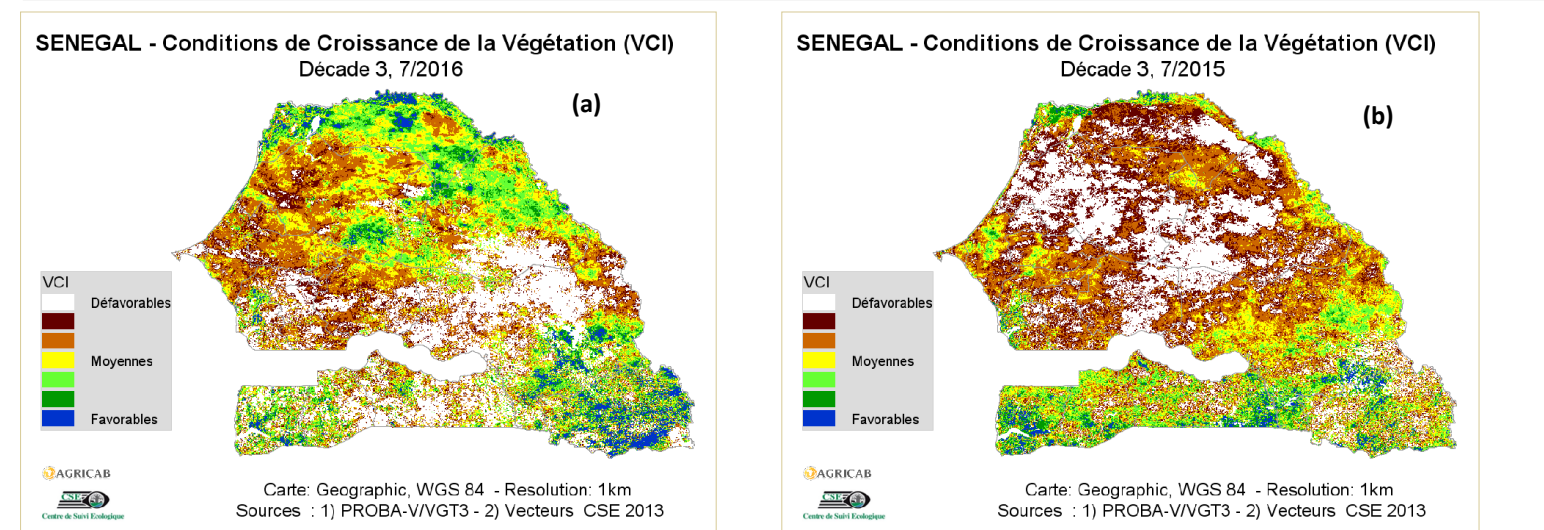 SENEGAL - Conditions de Croissance de la Végétation (VCI)
Décade 3, 7/2016
(a)
VCI
Défavorables
Moyennes
Favorables
AGRICAB
CSE
Centre de Suivi Ecologique
Carte: Geographic, WGS 84 - Resolution: 1km
Sources : 1) PROBA-V/VGT3 - 2) Vecteurs CSE 2013
SENEGAL - Conditions de Croissance de la Végétation (VCI)
Décade 3, 7/2015
(b)
VCI
Défavorables
Moyennes
Favorables
AGRICAB
CSE
Centre de Suivi Ecologique
Carte: Geographic, WGS 84 - Resolution: 1km
Sources : 1) PROBA-V/VGT3 - 2) Vecteurs CSE 2013